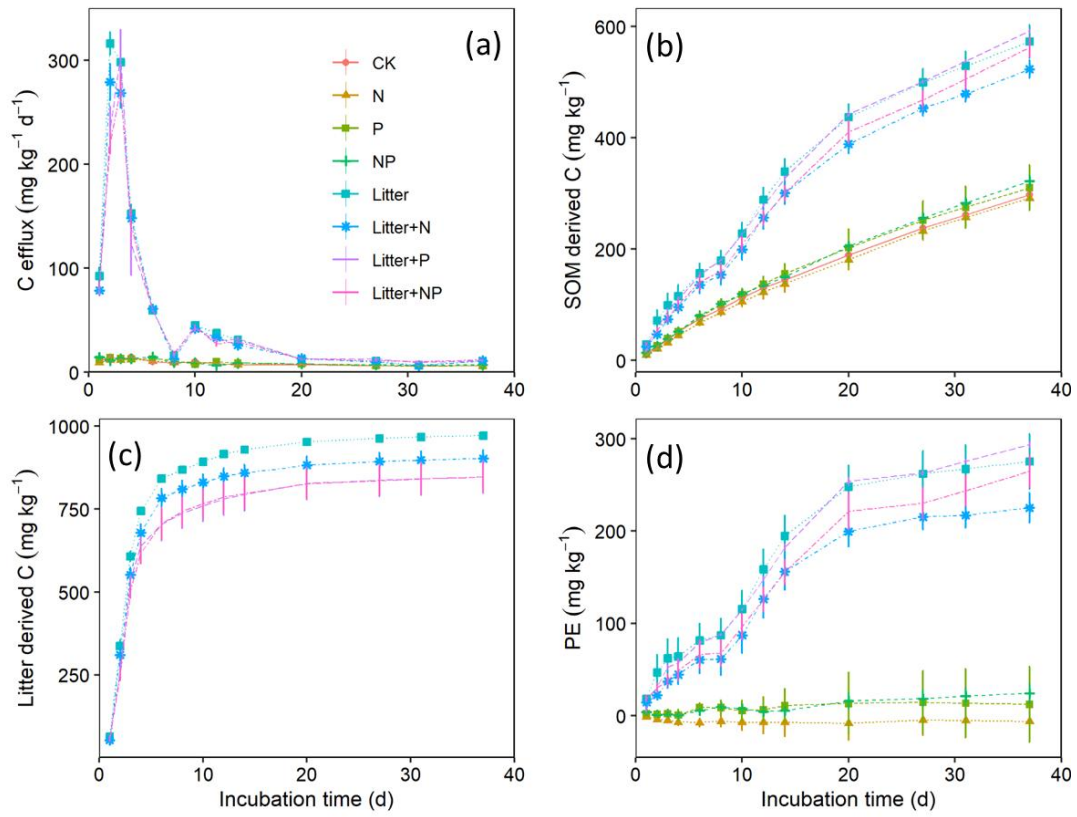 (a)
C efflux (mg kg⁻¹ d⁻¹)
300
200
100
0
CK
N
P
NP
Litter
Litter+N
Litter+P
Litter+NP
0 10 20 30 40
(b)
SOM derived C (mg kg⁻¹)
600
400
200
0
0 10 20 30 40
(c)
Litter derived C (mg kg⁻¹)
1000
750
500
250
0 10 20 30 40
Incubation time (d)
(d)
PE (mg kg⁻¹)
300
200
100
0
0 10 20 30 40
Incubation time (d)